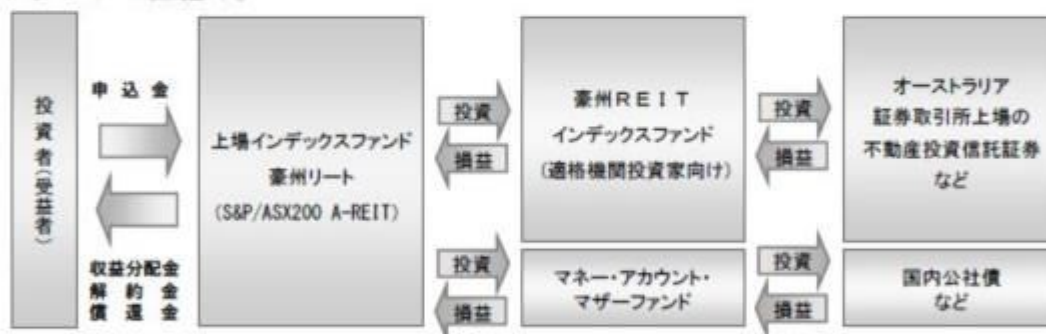 投資者(受益者)
申込金
収益分配金
解約金
償還金
上場インデックスファンド
豪州リート
(S&P/ASX200 A-REIT)
投資
損益
投資
損益
豪州REIT
インデックスファンド
(適格機関投資家向け)
マネー・アカウント・
マザーファンド
投資
損益
投資
損益
オーストラリア
証券取引所上場の
不動産投資信託証券
など
国内公社債
など